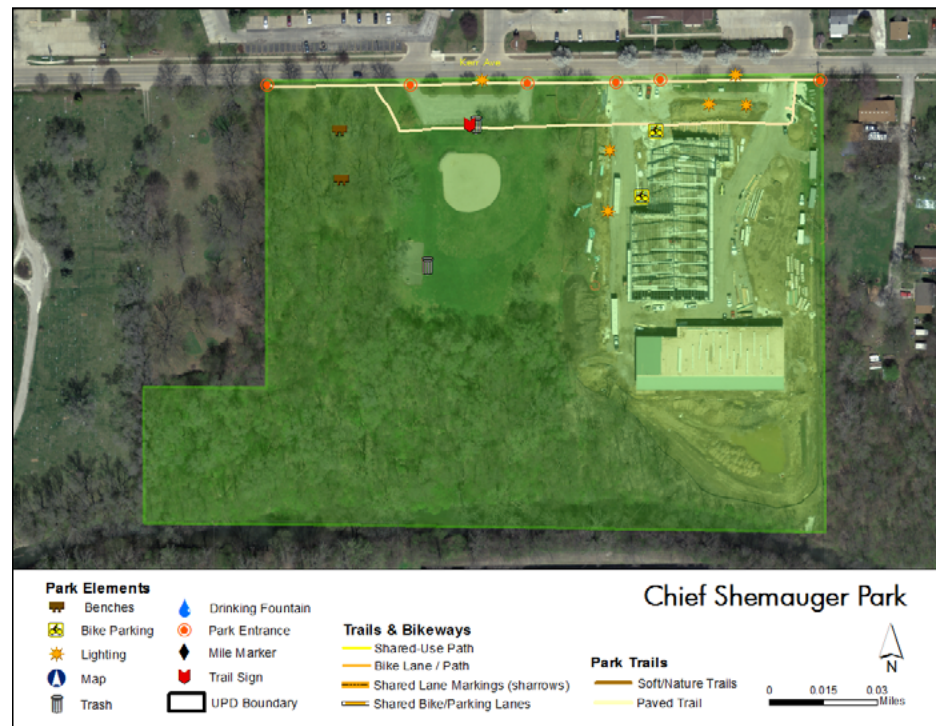 Kerr Ave
Chief Shemauger Park
Park Elements
Benches
Bike Parking
Lighting
Map
Trash
Drinking Fountain
Park Entrance
Mile Marker
Trail Sign
UPD Boundary
Trails & Bikeways
Shared-Use Path
Bike Lane / Path
Shared Lane Markings (sharrows)
Shared Bike/Parking Lanes
Park Trails
Soft/Nature Trails
Paved Trail
N
0 0.015 0.03
Miles